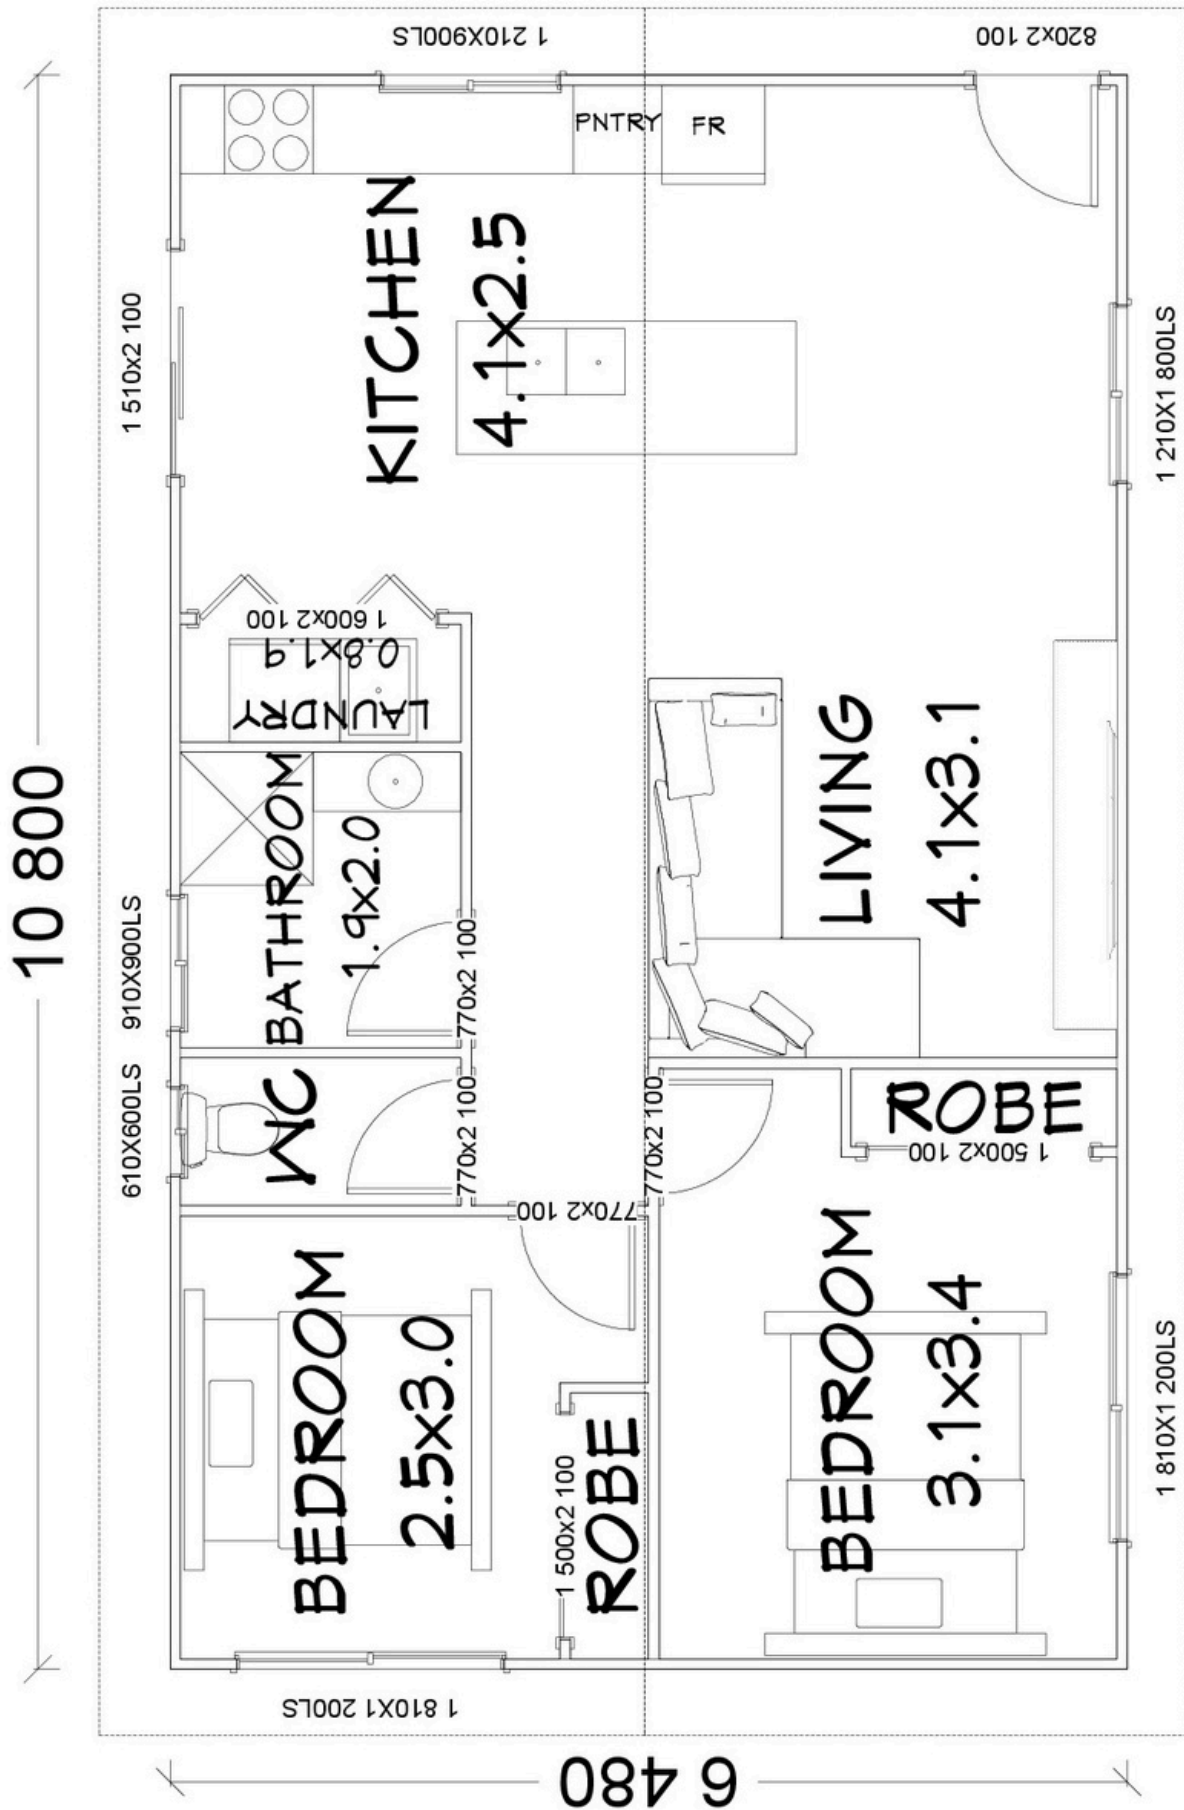 1 210X900LS
820x2 100
PNTRY
FR
KITCHEN
4.1x2.5
1 510x2 100
1 210X1 800LS
1 600x2 100
0.8x1.9
LAUNDRY
10 800
BATHROOM
1.9x2.0
910X900LS
770x2 100
LIVING
4.1x3.1
WC
610X600LS
770x2 100
770x2 100
770x2 100
ROBE
1 500x2 100
BEDROOM
2.5x3.0
1 500x2 100
ROBE
BEDROOM
3.1x3.4
1 810X1 200LS
1 810X1 200LS
6 480